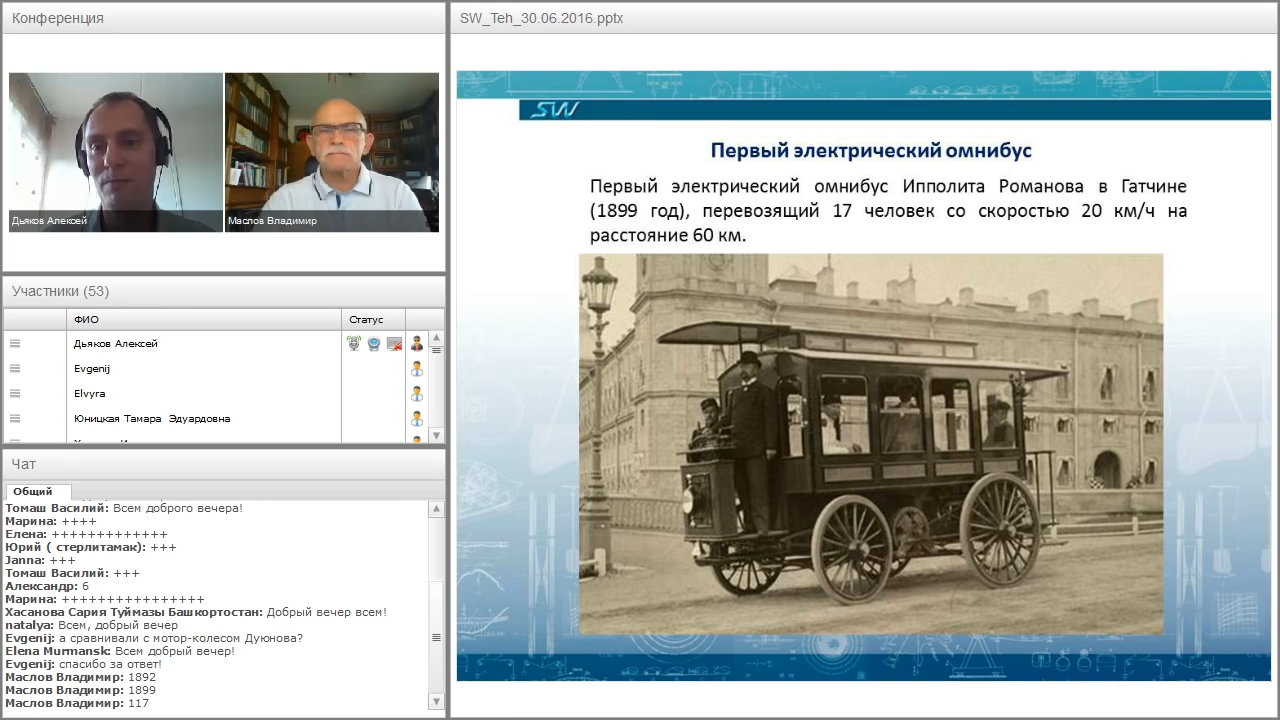 Конференция
Дьяков Алексей
Маслов Владимир
Участники (53)
ФИО
Статус
Дьяков Алексей
Evgenij
Elvyra
Юницкая Тамара Эдуардовна
Чат
Общий
Томаш Василий: Всем доброго вечера!
Марина: ++++
Елена: +++++++++++++
Юрий ( стерлитамак): +++
Janna: +++
Томаш Василий: +++
Александр: 6
Марина: ++++++++++++++++
Хасанова Сария Туймазы Башкортостан: Добрый вечер всем!
natalya: Всем, добрый вечер
Evgenij: а сравнивали с мотор-колесом Дуюнова?
Elena Murmansk: Всем добрый вечер!
Evgenij: спасибо за ответ!
Маслов Владимир: 1892
Маслов Владимир: 1899
Маслов Владимир: 117
SW_Teh_30.06.2016.pptx
SW
Первый электрический омнибус
Первый электрический омнибус Ипполита Романова в Гатчине
(1899 год), перевозящий 17 человек со скоростью 20 км/ч на
расстояние 60 км.